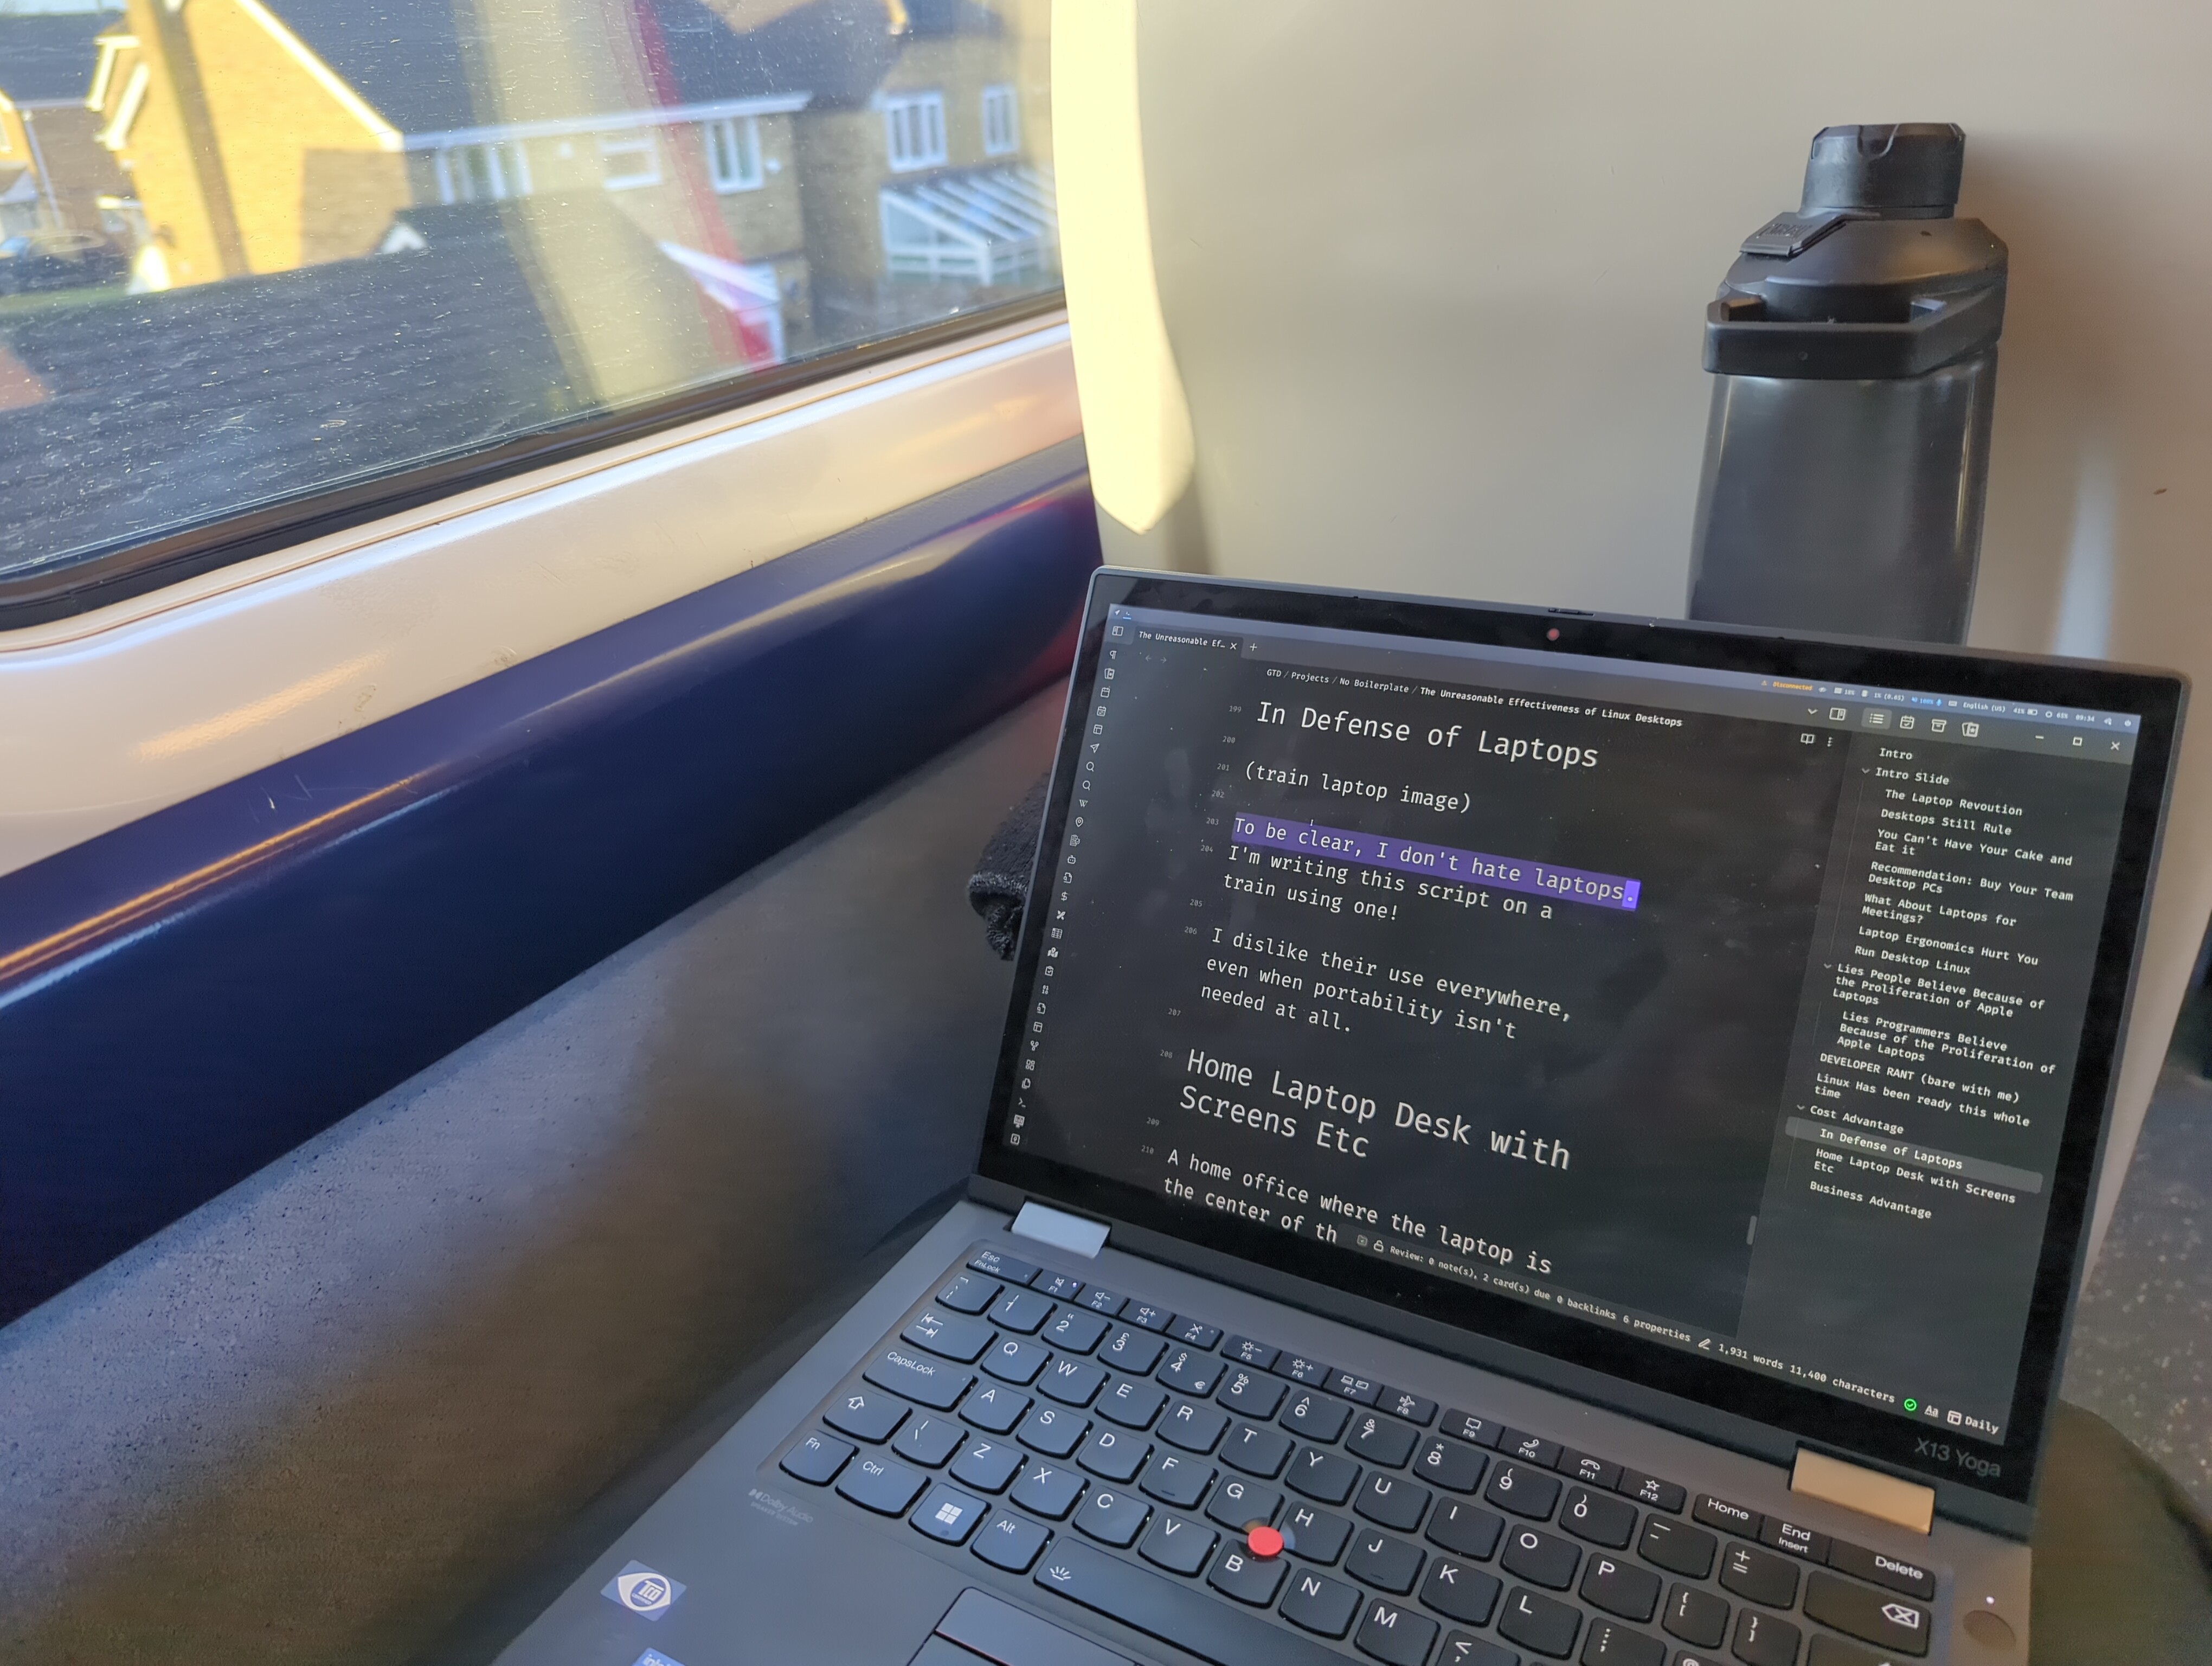 The Unreasonable Ef…
Disconnected
English (US)
09:34
GTD / Projects / No Boilerplate / The Unreasonable Effectiveness of Linux Desktops
199
In Defense of Laptops
200
201
(train laptop image)
202
203
To be clear, I don't hate laptops.
204
I'm writing this script on a
train using one!
205
206
I dislike their use everywhere,
even when portability isn't
needed at all.
207
208
Home Laptop Desk with
Screens Etc
209
210
A home office where the laptop is
the center of th
Intro
Intro Slide
The Laptop Revoution
Desktops Still Rule
You Can't Have Your Cake and
Eat it
Recommendation: Buy Your Team
Desktop PCs
What About Laptops for
Meetings?
Laptop Ergonomics Hurt You
Run Desktop Linux
Lies People Believe Because of
the Proliferation of Apple
Laptops
Lies Programmers Believe
Because of the Proliferation of
Apple Laptops
DEVELOPER RANT (bare with me)
Linux Has been ready this whole
time
Cost Advantage
In Defense of Laptops
Home Laptop Desk with Screens
Etc
Business Advantage
Review: 0 note(s), 2 card(s) due 0 backlinks 6 properties 1,931 words 11,400 characters Aa Daily
X13 Yoga
Esc
FnLock
F1 F2 F3 F4 F5 F6 F7 F8 F9 F10 F11 F12 Home End Insert Delete
! " 2 £ 3 $ 4 € % 5 ^ 6 & 7 * 8 ( 9 ) 0 _ - + =
Q W E R T Y U I O P { [ } ]
CapsLock A S D F G H J K L : ;
Z X C V B N M <
Fn Ctrl Alt
Dolby Audio
TCO
intel